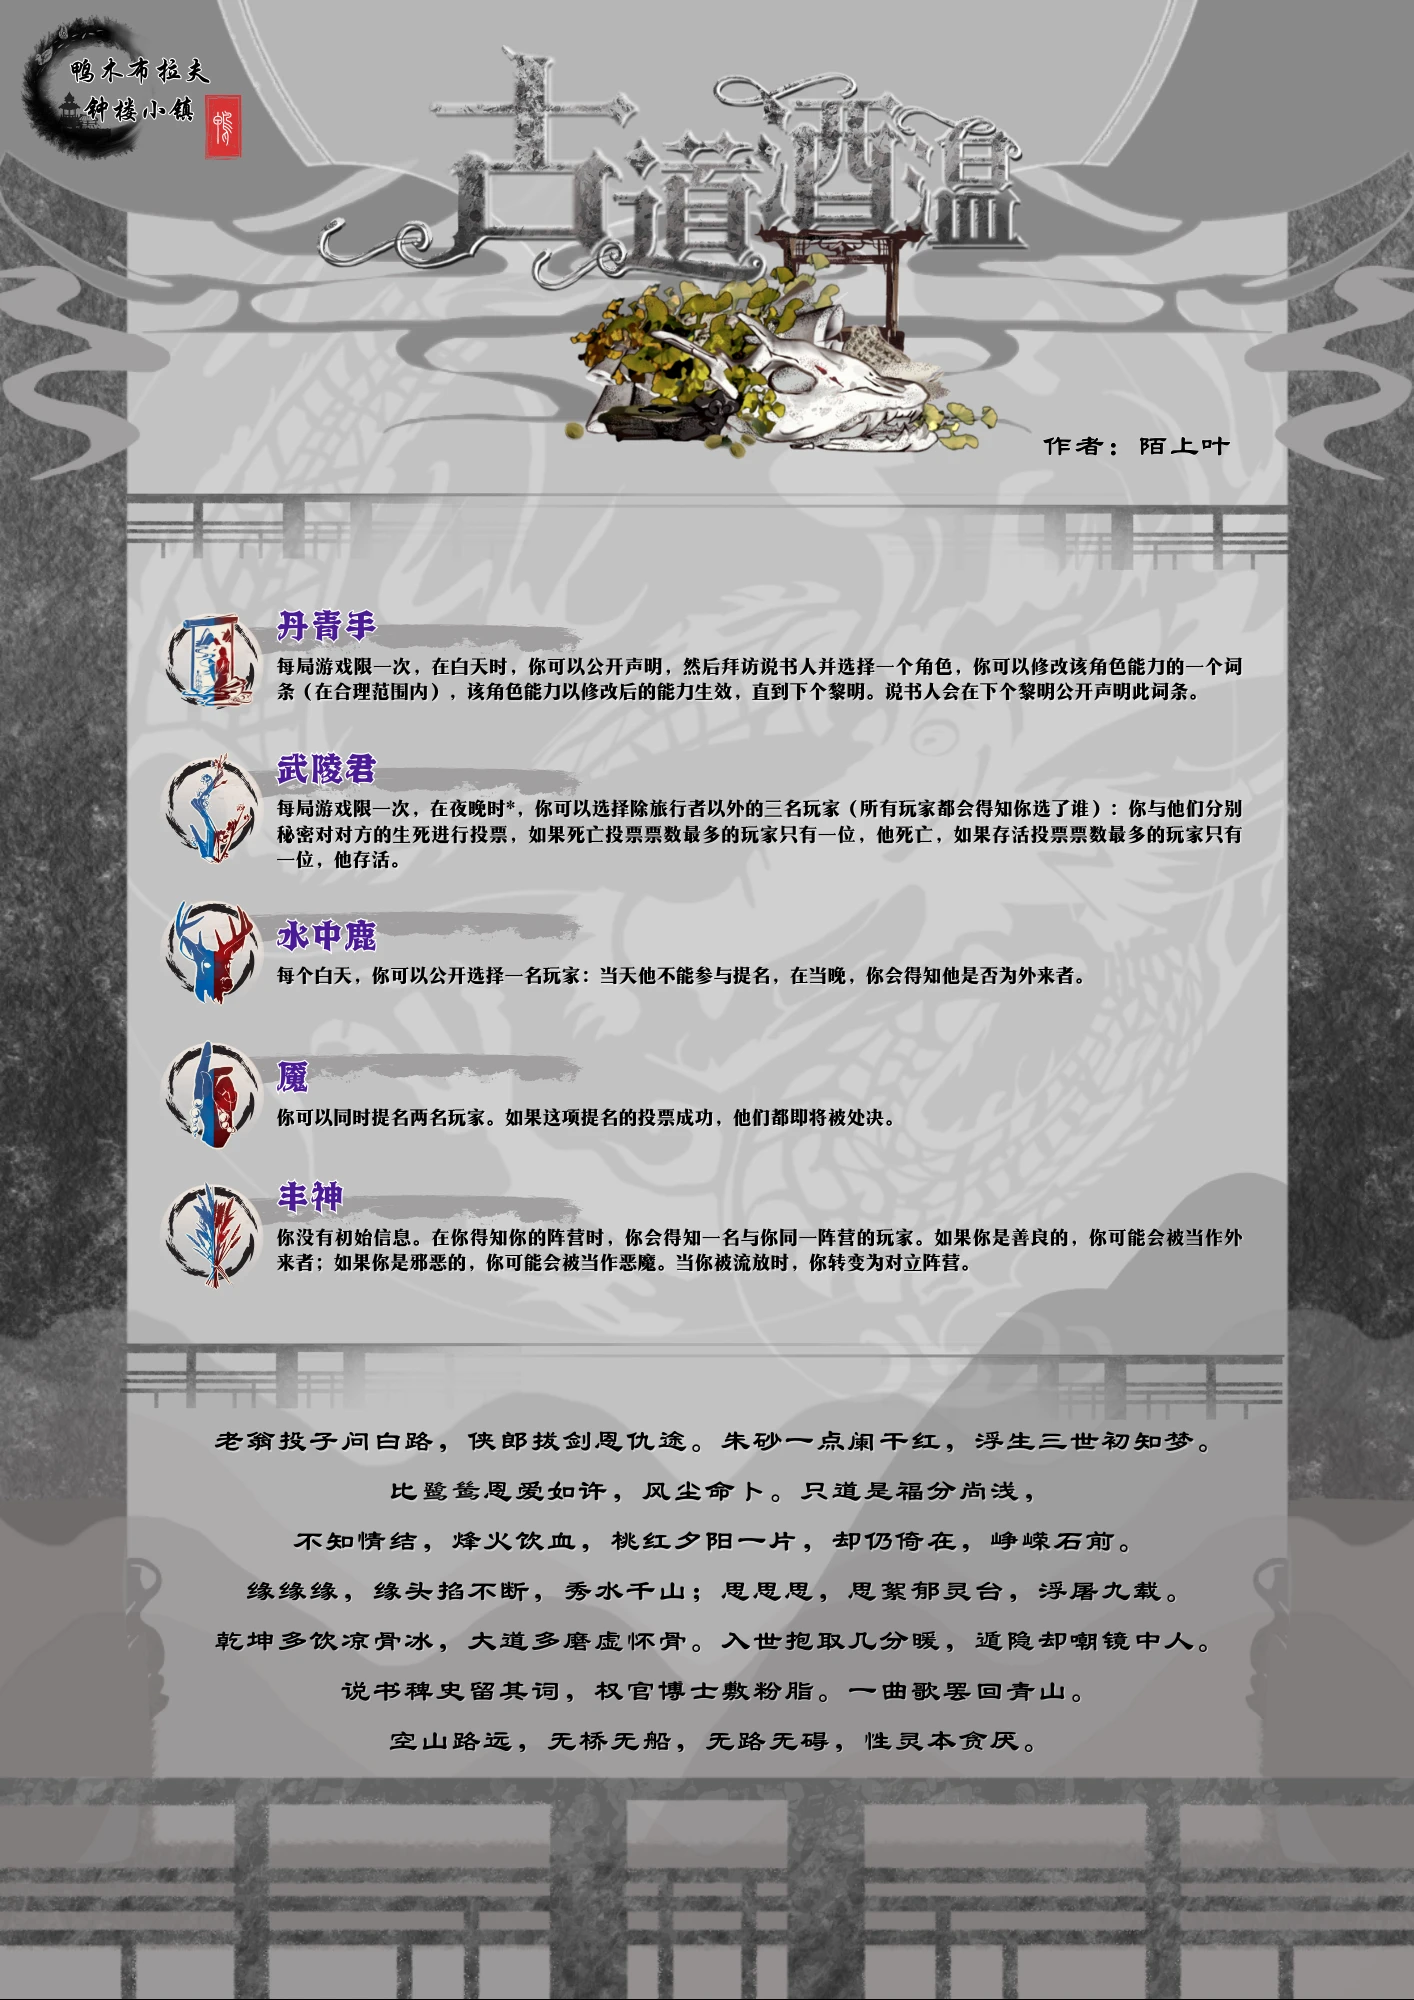 鸭木布拉夫
钟楼小镇
鸭
古道酒温
作者：陌上叶
丹青手
每局游戏限一次，在白天时，你可以公开声明，然后拜访说书人并选择一个角色，你可以修改该角色能力的一个词
条（在合理范围内），该角色能力以修改后的能力生效，直到下个黎明。说书人会在下个黎明公开声明此词条。
武陵君
每局游戏限一次，在夜晚时*，你可以选择除旅行者以外的三名玩家（所有玩家都会得知你选了谁）：你与他们分别
秘密对对方的生死进行投票，如果死亡投票票数最多的玩家只有一位，他死亡，如果存活投票票数最多的玩家只有
一位，他存活。
水中鹿
每个白天，你可以公开选择一名玩家：当天他不能参与提名，在当晚，你会得知他是否为外来者。
魇
你可以同时提名两名玩家。如果这项提名的投票成功，他们都即将被处决。
丰神
你没有初始信息。在你得知你的阵营时，你会得知一名与你同一阵营的玩家。如果你是善良的，你可能会被当作外
来者；如果你是邪恶的，你可能会被当作恶魔。当你被流放时，你转变为对立阵营。
老翁投子问白路，侠郎拔剑恩仇途。朱砂一点阑干红，浮生三世初知梦。
比鹭鸶恩爱如许，风尘命卜。只道是福分尚浅，
不知情结，烽火饮血，桃红夕阳一片，却仍倚在，峥嵘石前。
缘缘缘，缘头掐不断，秀水千山；思思思，思絮郁灵台，浮屠九载。
乾坤多饮凉骨冰，大道多磨虚怀骨。入世抱取几分暖，遁隐却嘲镜中人。
说书稗史留其词，权官博士敷粉脂。一曲歌罢回青山。
空山路远，无桥无船，无路无碍，性灵本贪厌。